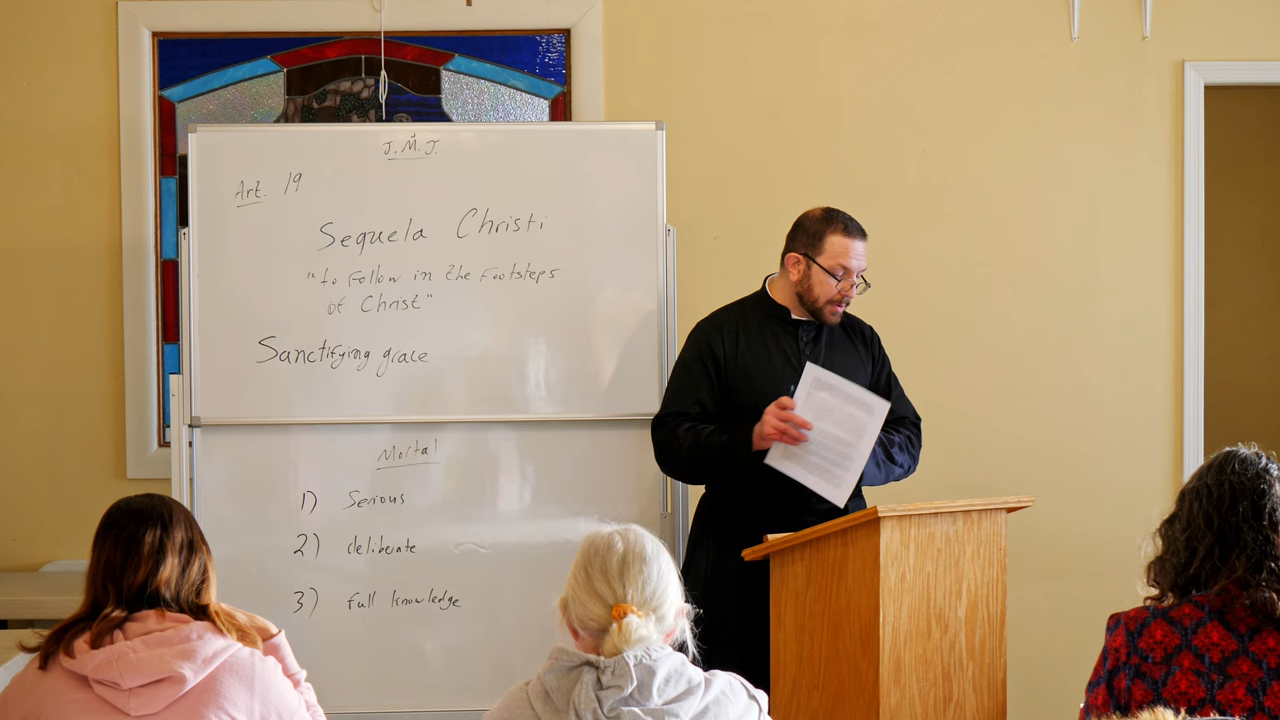 J.M.J.
Art. 19
Sequela Christi
"to follow in the footsteps
of Christ"
Sanctifying grace
Mortal
1) Serious
2) deliberate
3) full knowledge